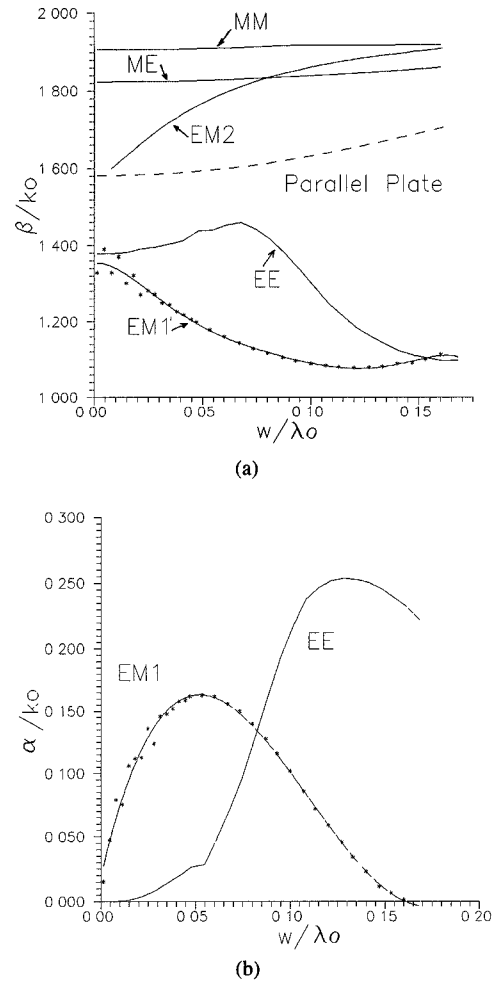 2 000
MM
ME
1 800
EM2
1 600
Parallel Plate
β/ko
1 400
EE
1.200
EM1
1 000
0 00
0 05
0 10
0.15
w/λo
(a)
0 300
0.250
EE
0 200
EM1
α/ko
0 150
0 100
0 050
0 000
0.00
0 05
0 10
0.15
0 20
w/λo
(b)